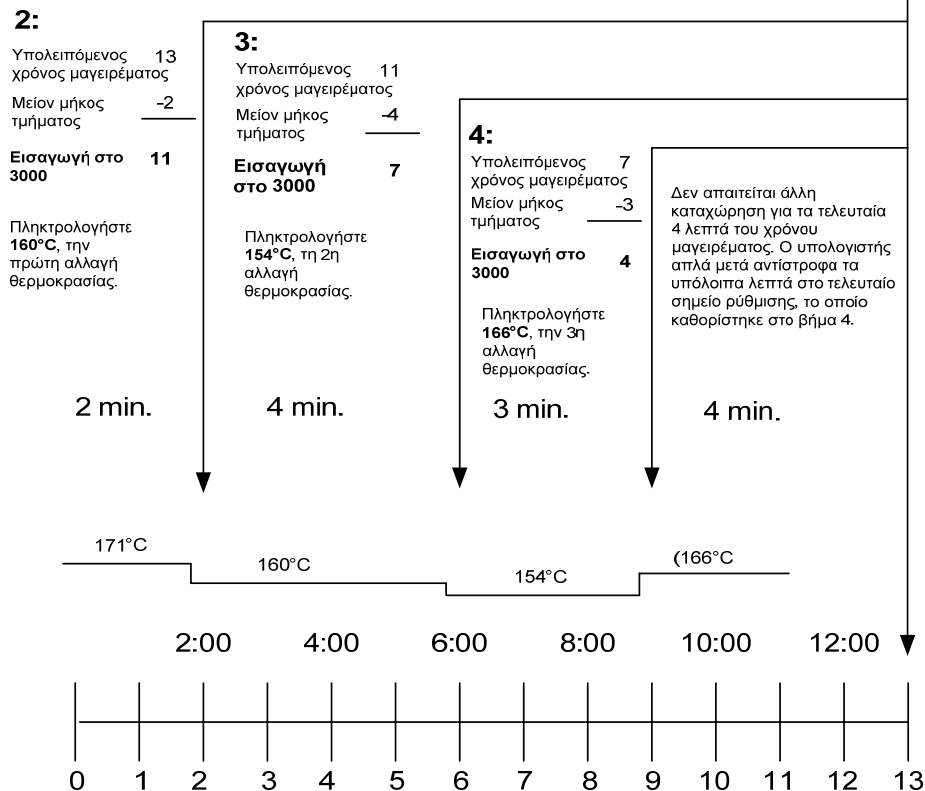 2:
Υπολειπόμενος 13
χρόνος μαγειρέματος
Μείον μήκος -2
τμήματος
Εισαγωγή στο 11
3000
Πληκτρολογήστε
160°C, την
πρώτη αλλαγή
θερμοκρασίας.
3:
Υπολειπόμενος 11
χρόνος μαγειρέματος
Μείον μήκος -4
τμήματος
Εισαγωγή 7
στο 3000
Πληκτρολογήστε
154°C, τη 2η
αλλαγή
θερμοκρασίας.
4:
Υπολειπόμενος 7
χρόνος μαγειρέματος
Μείον μήκος -3
τμήματος
Εισαγωγή στο 4
3000
Πληκτρολογήστε
166°C, την 3η
αλλαγή
θερμοκρασίας.
Δεν απαιτείται άλλη
καταχώρηση για τα τελευταία
4 λεπτά του χρόνου
μαγειρέματος. Ο υπολογιστής
απλά μετά αντίστροφα τα
υπόλοιπα λεπτά στο τελευταίο
σημείο ρύθμισης, το οποίο
καθορίστηκε στο βήμα 4.
2 min. 4 min. 3 min. 4 min.
171°C 160°C 154°C (166°C
2:00 4:00 6:00 8:00 10:00 12:00
0 1 2 3 4 5 6 7 8 9 10 11 12 13